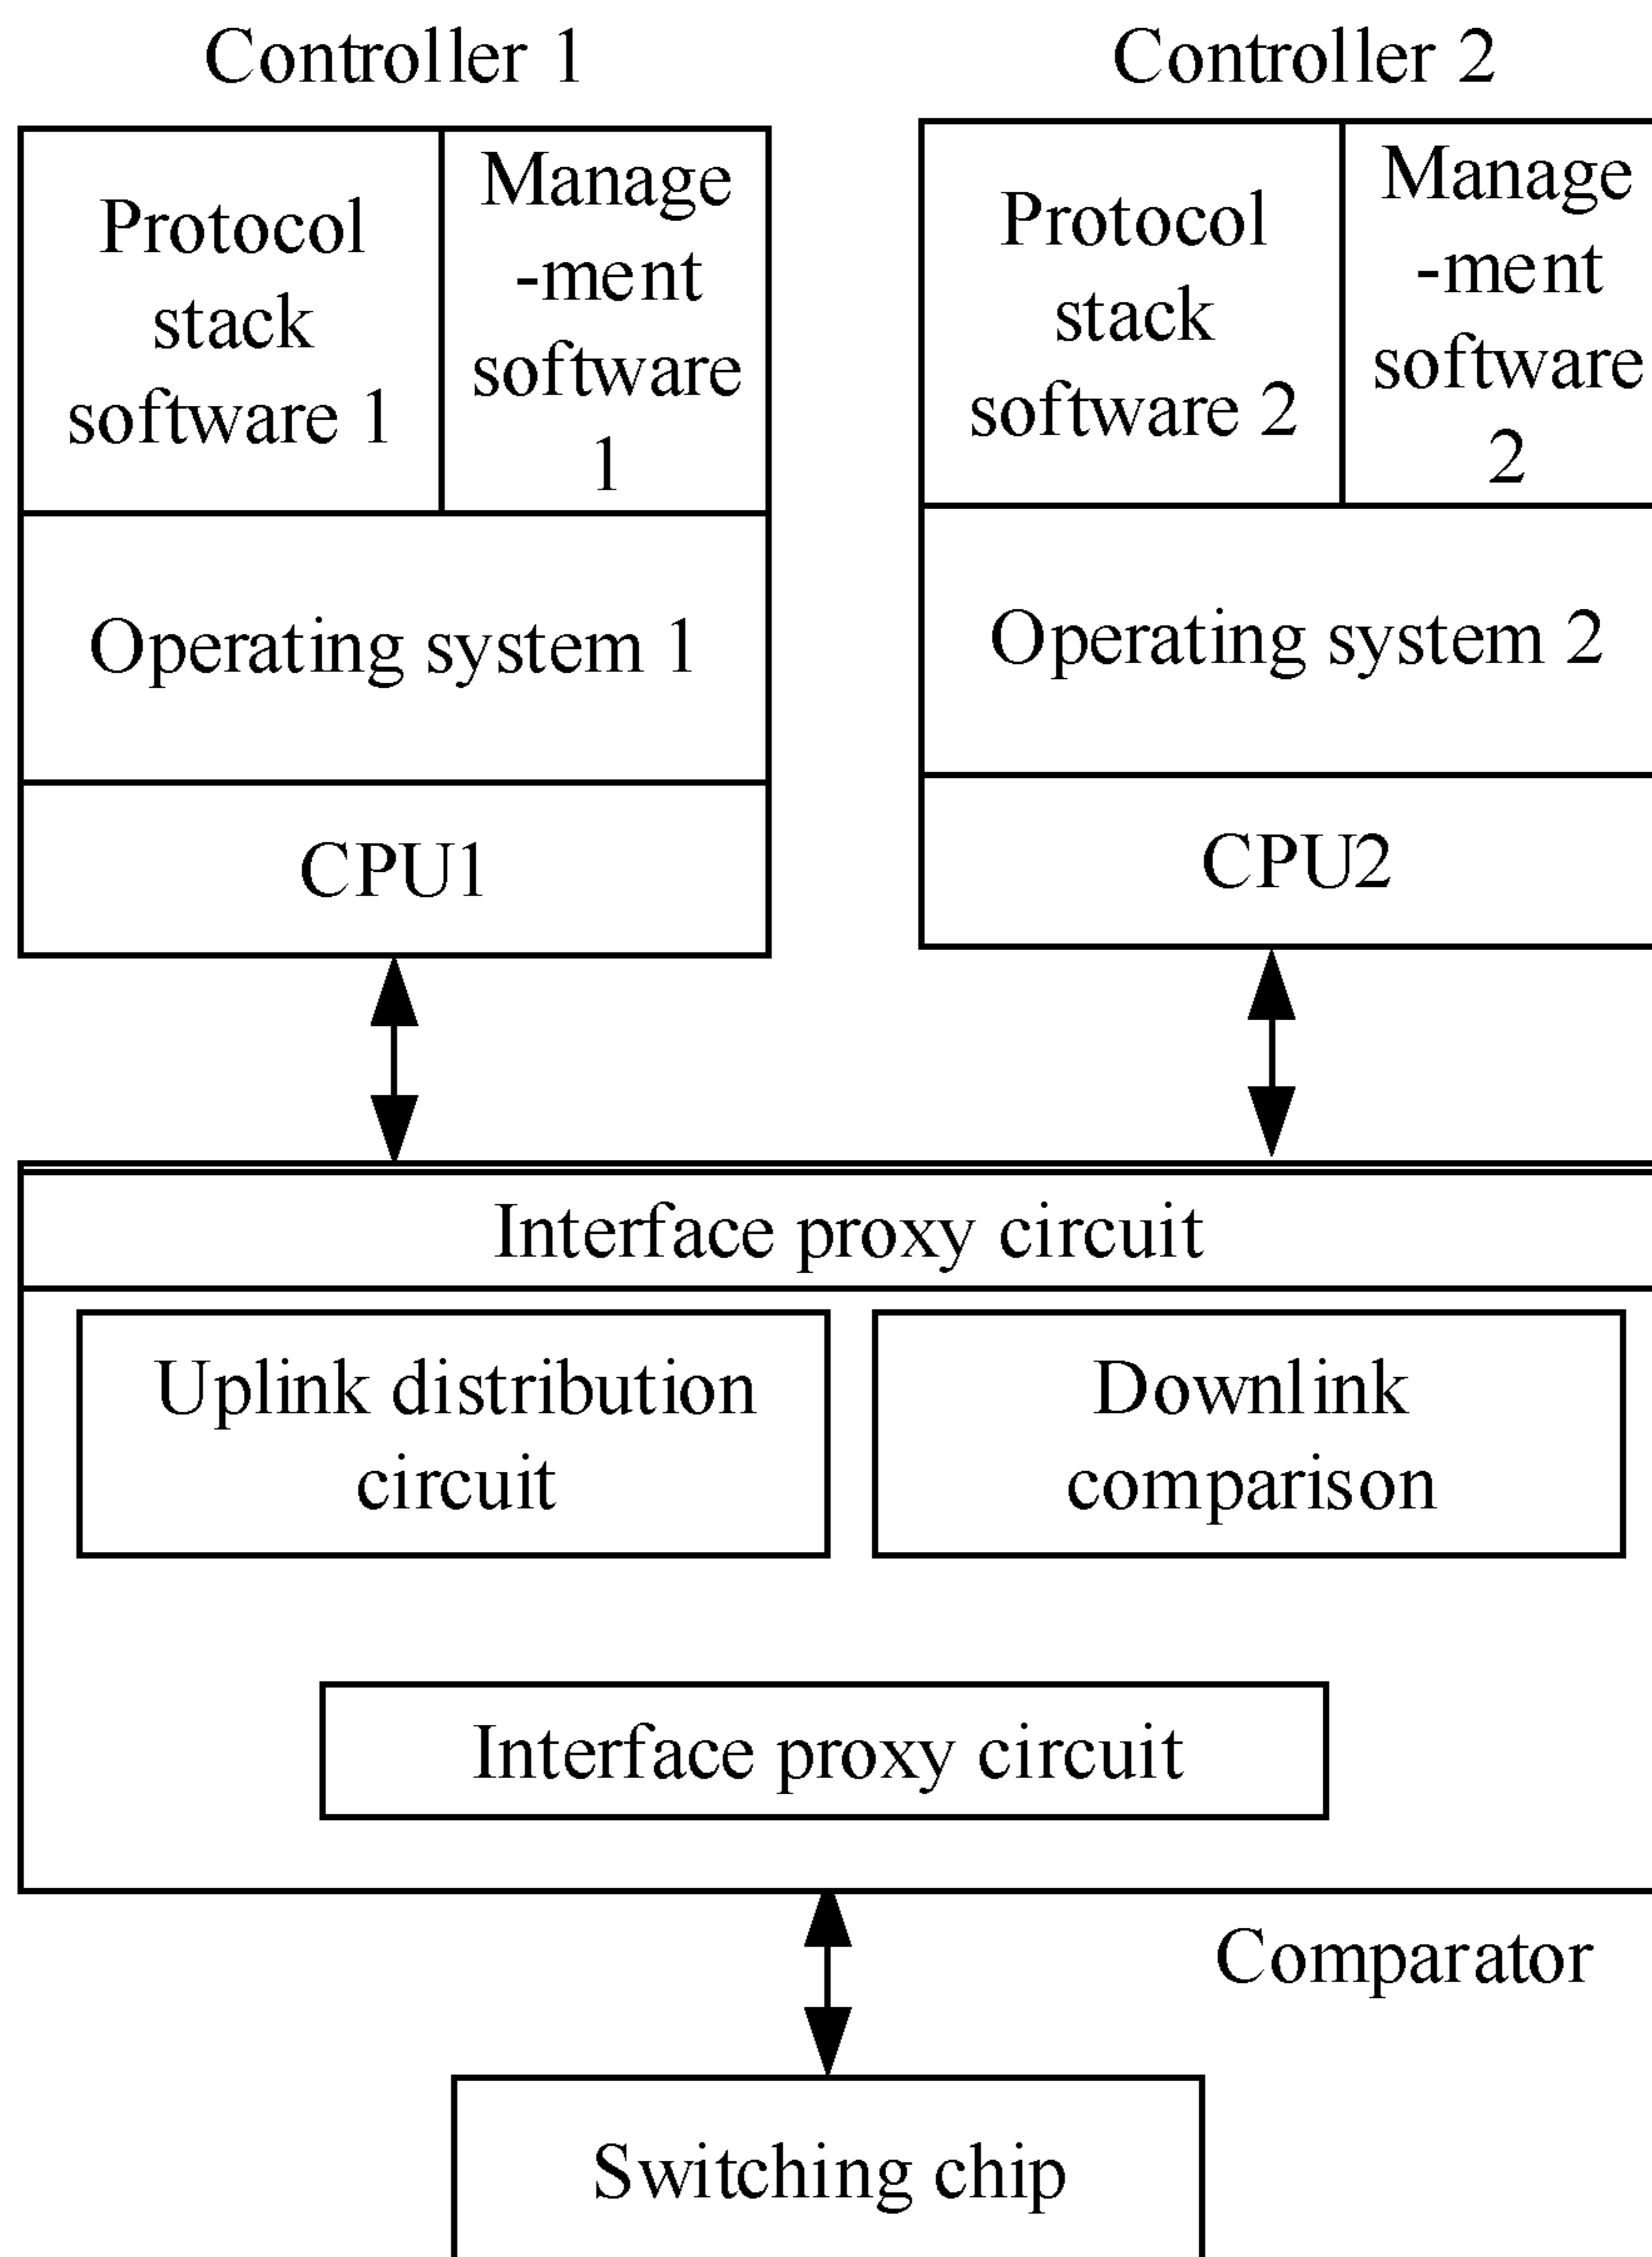 Controller 1
Controller 2
Protocol
stack
software 1
Manage
-ment
software
1
Protocol
stack
software 2
Manage
-ment
software
2
Operating system 1
Operating system 2
CPU1
CPU2
Interface proxy circuit
Uplink distribution
circuit
Downlink
comparison
Interface proxy circuit
Comparator
Switching chip